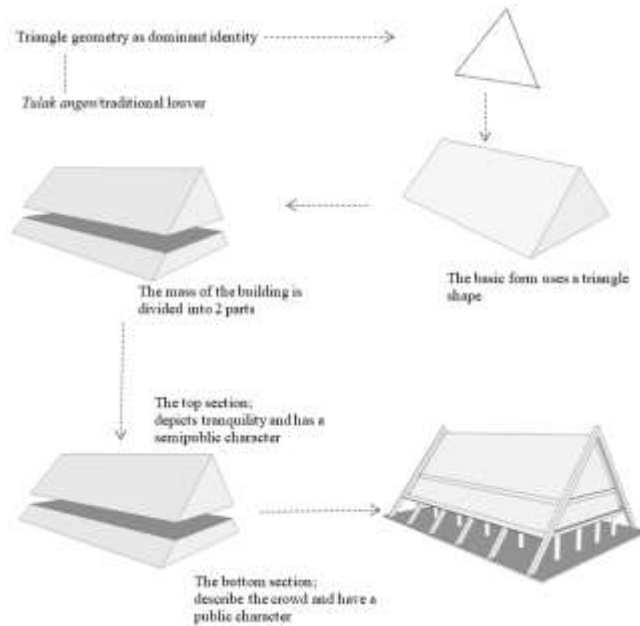 Triangle geometry as dominant identity
Tulak angen/traditional louver
The basic form uses a triangle
shape
The mass of the building is
divided into 2 parts
The top section;
depicts tranquility and has a
semipublic character
The bottom section;
describe the crowd and have a
public character